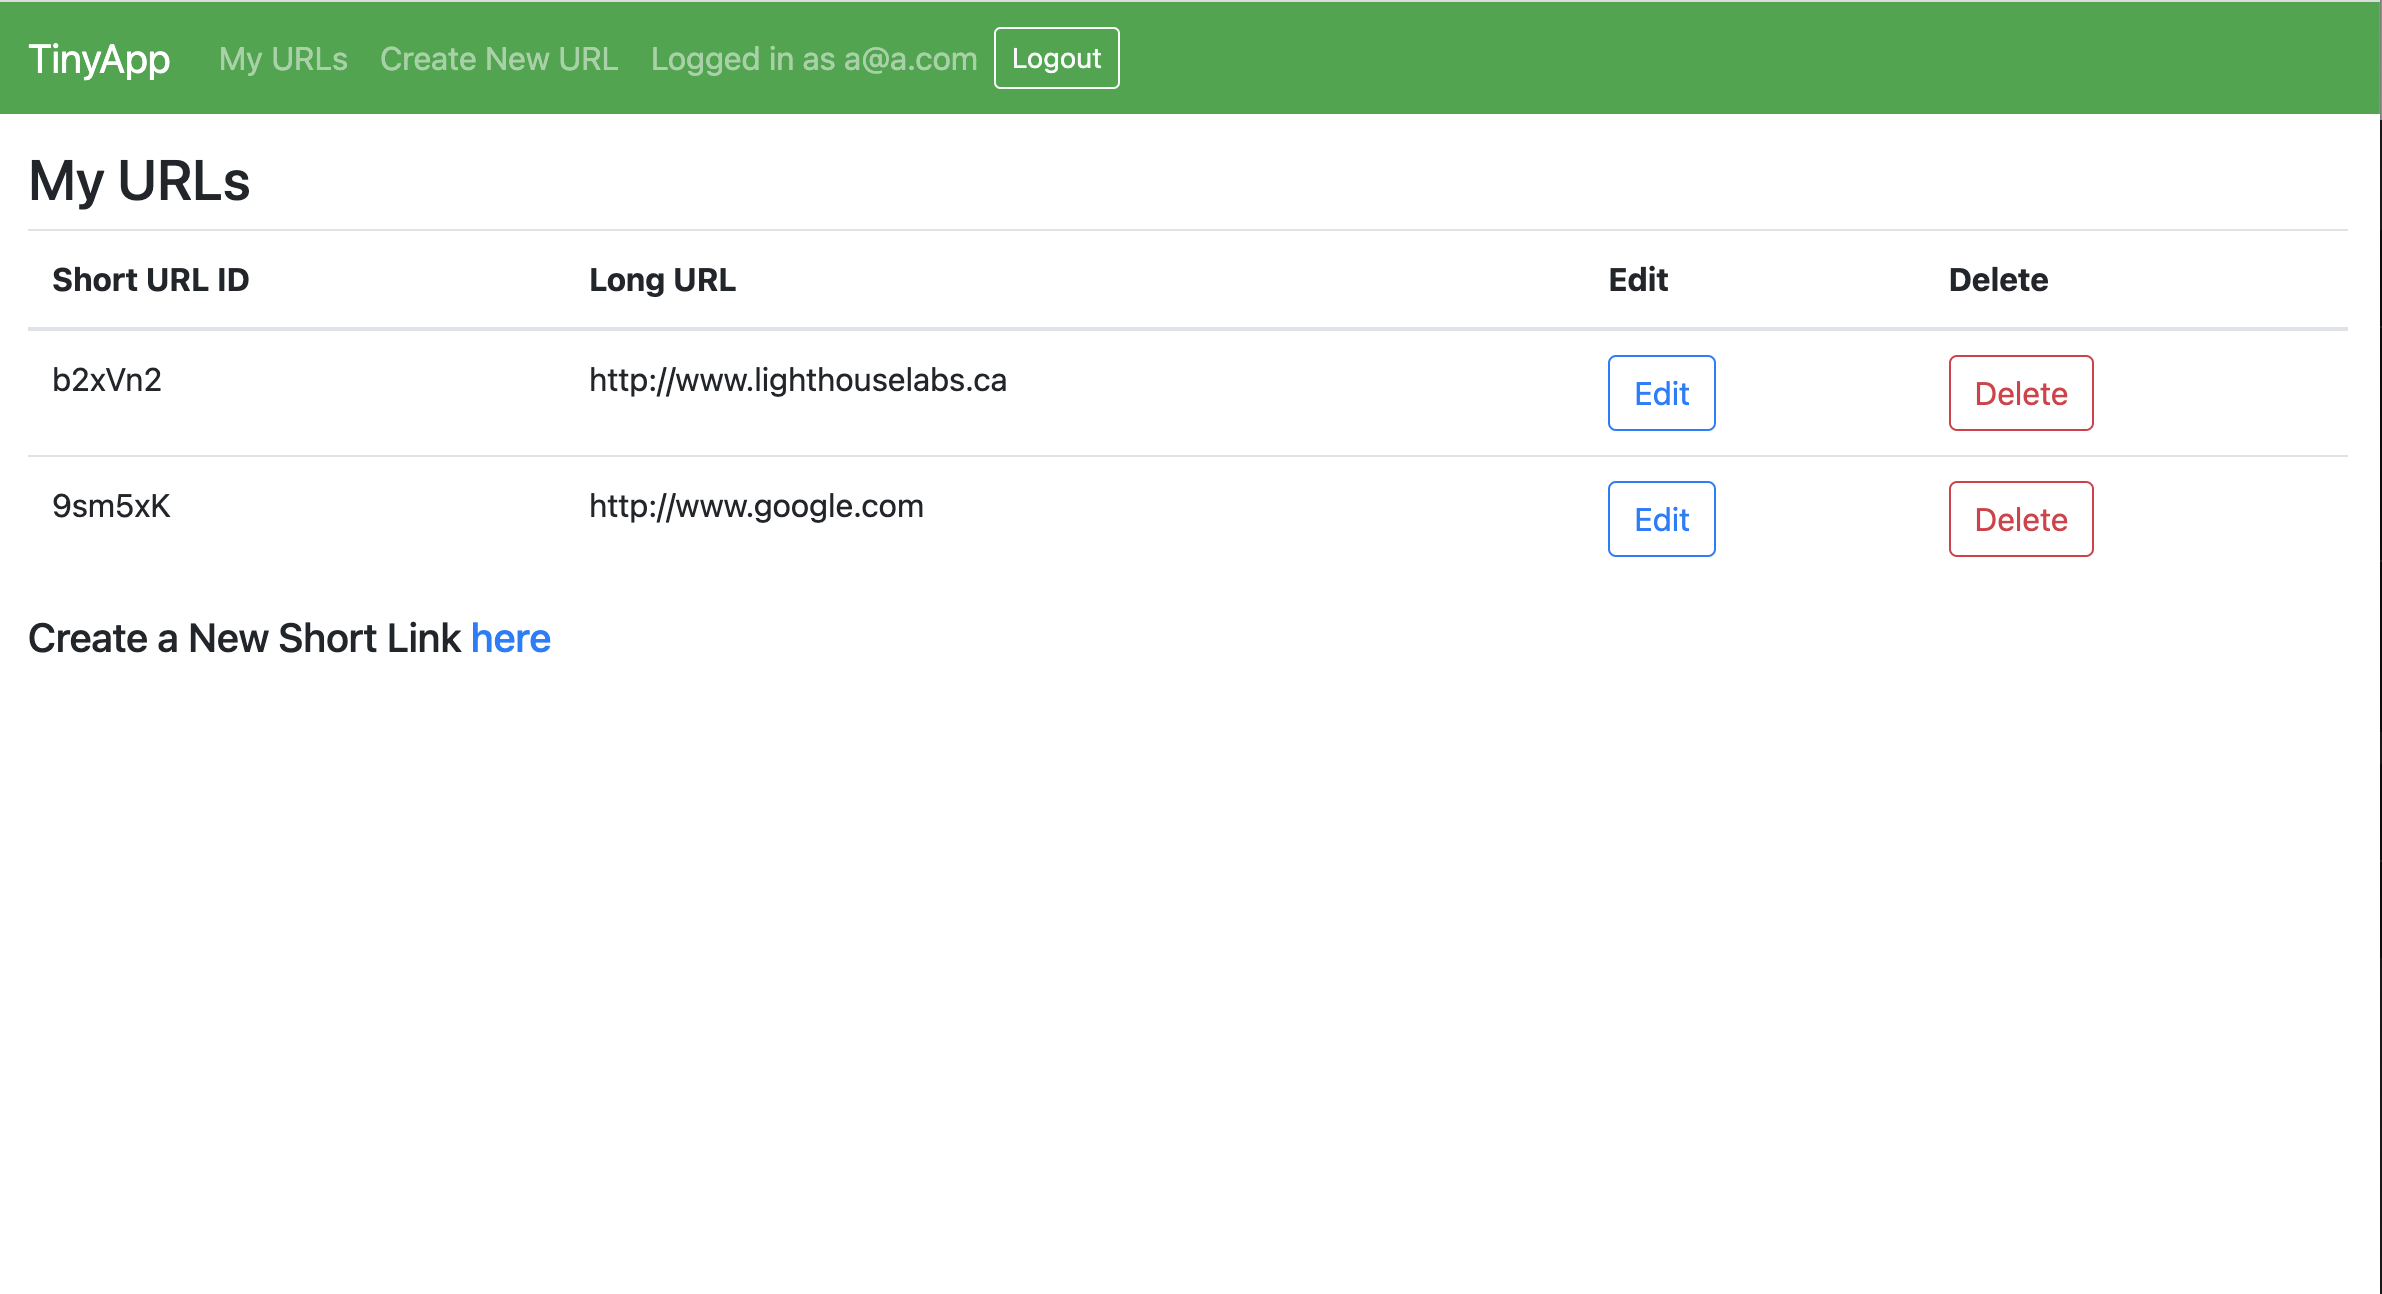 TinyApp My URLs Create New URL Logged in as a@a.com Logout
My URLs
Short URL ID Long URL Edit Delete
b2xVn2 http://www.lighthouselabs.ca Edit Delete
9sm5xK http://www.google.com Edit Delete
Create a New Short Link here